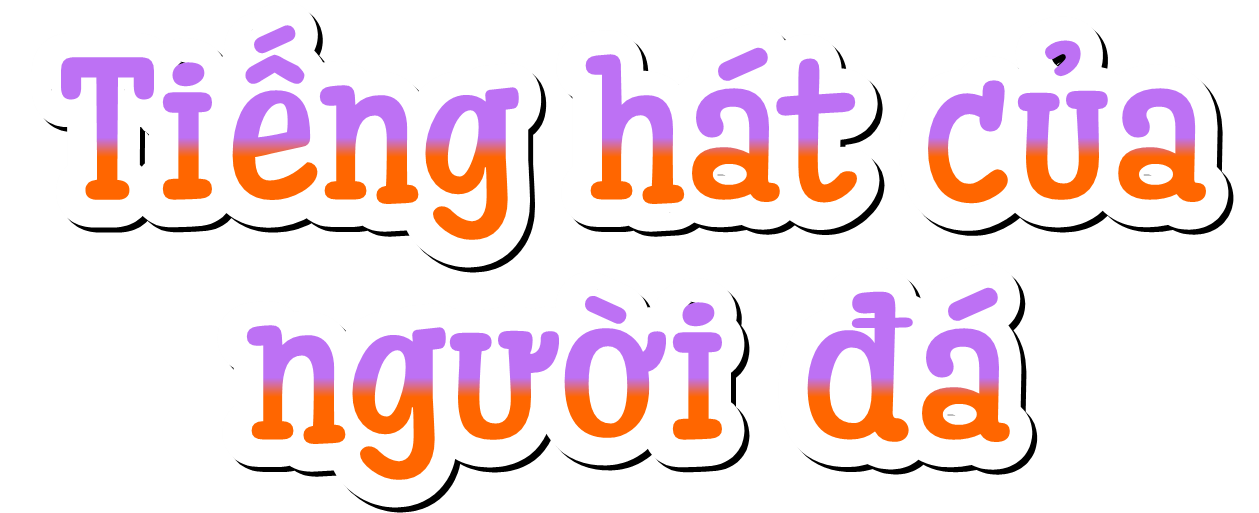 Tiếng hát của
người đá